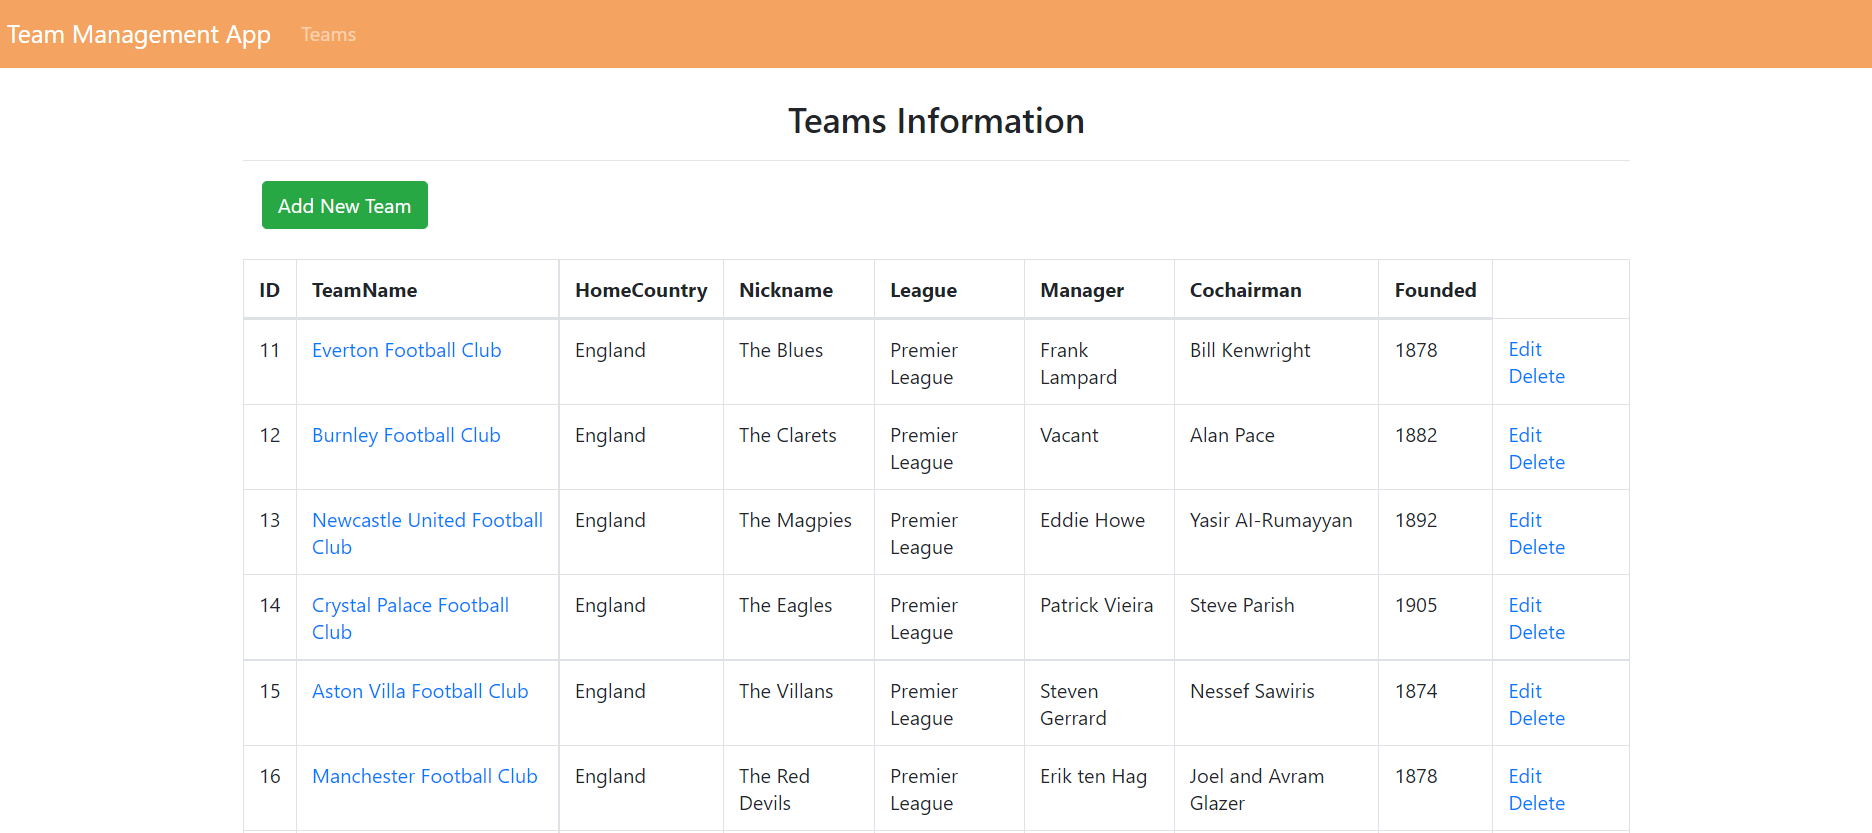 Team Management App Teams
Teams Information
Add New Team
ID TeamName HomeCountry Nickname League Manager Cochairman Founded
11 Everton Football Club England The Blues Premier League Frank Lampard Bill Kenwright 1878 Edit Delete
12 Burnley Football Club England The Clarets Premier League Vacant Alan Pace 1882 Edit Delete
13 Newcastle United Football Club England The Magpies Premier League Eddie Howe Yasir Al-Rumayyan 1892 Edit Delete
14 Crystal Palace Football Club England The Eagles Premier League Patrick Vieira Steve Parish 1905 Edit Delete
15 Aston Villa Football Club England The Villans Premier League Steven Gerrard Nessef Sawiris 1874 Edit Delete
16 Manchester Football Club England The Red Devils Premier League Erik ten Hag Joel and Avram Glazer 1878 Edit Delete